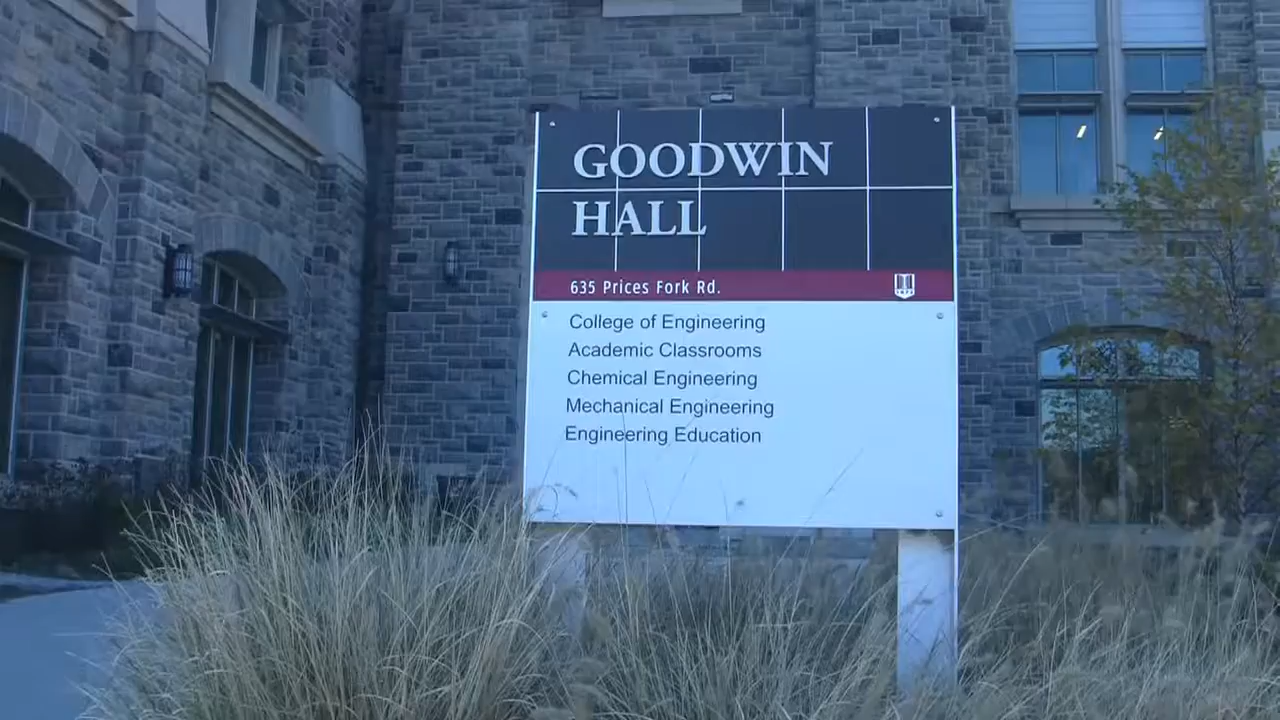 GOODWIN
HALL
635 Prices Fork Rd.
College of Engineering
Academic Classrooms
Chemical Engineering
Mechanical Engineering
Engineering Education